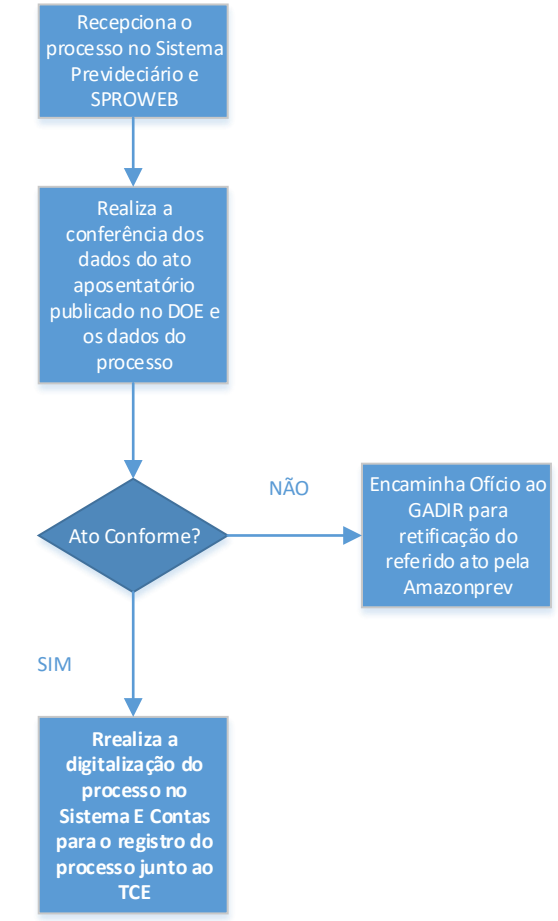 Recepciona o
processo no Sistema
Prevideciário e
SPROWEB
Realiza a
conferência dos
dados do ato
aposentatório
publicado no DOE e
os dados do
processo
Ato Conforme?
NÃO
Encaminha Ofício ao
GADIR para
retificação do
referido ato pela
Amazonprev
SIM
Rrealiza a
digitalização do
processo no
Sistema E Contas
para o registro do
processo junto ao
TCE